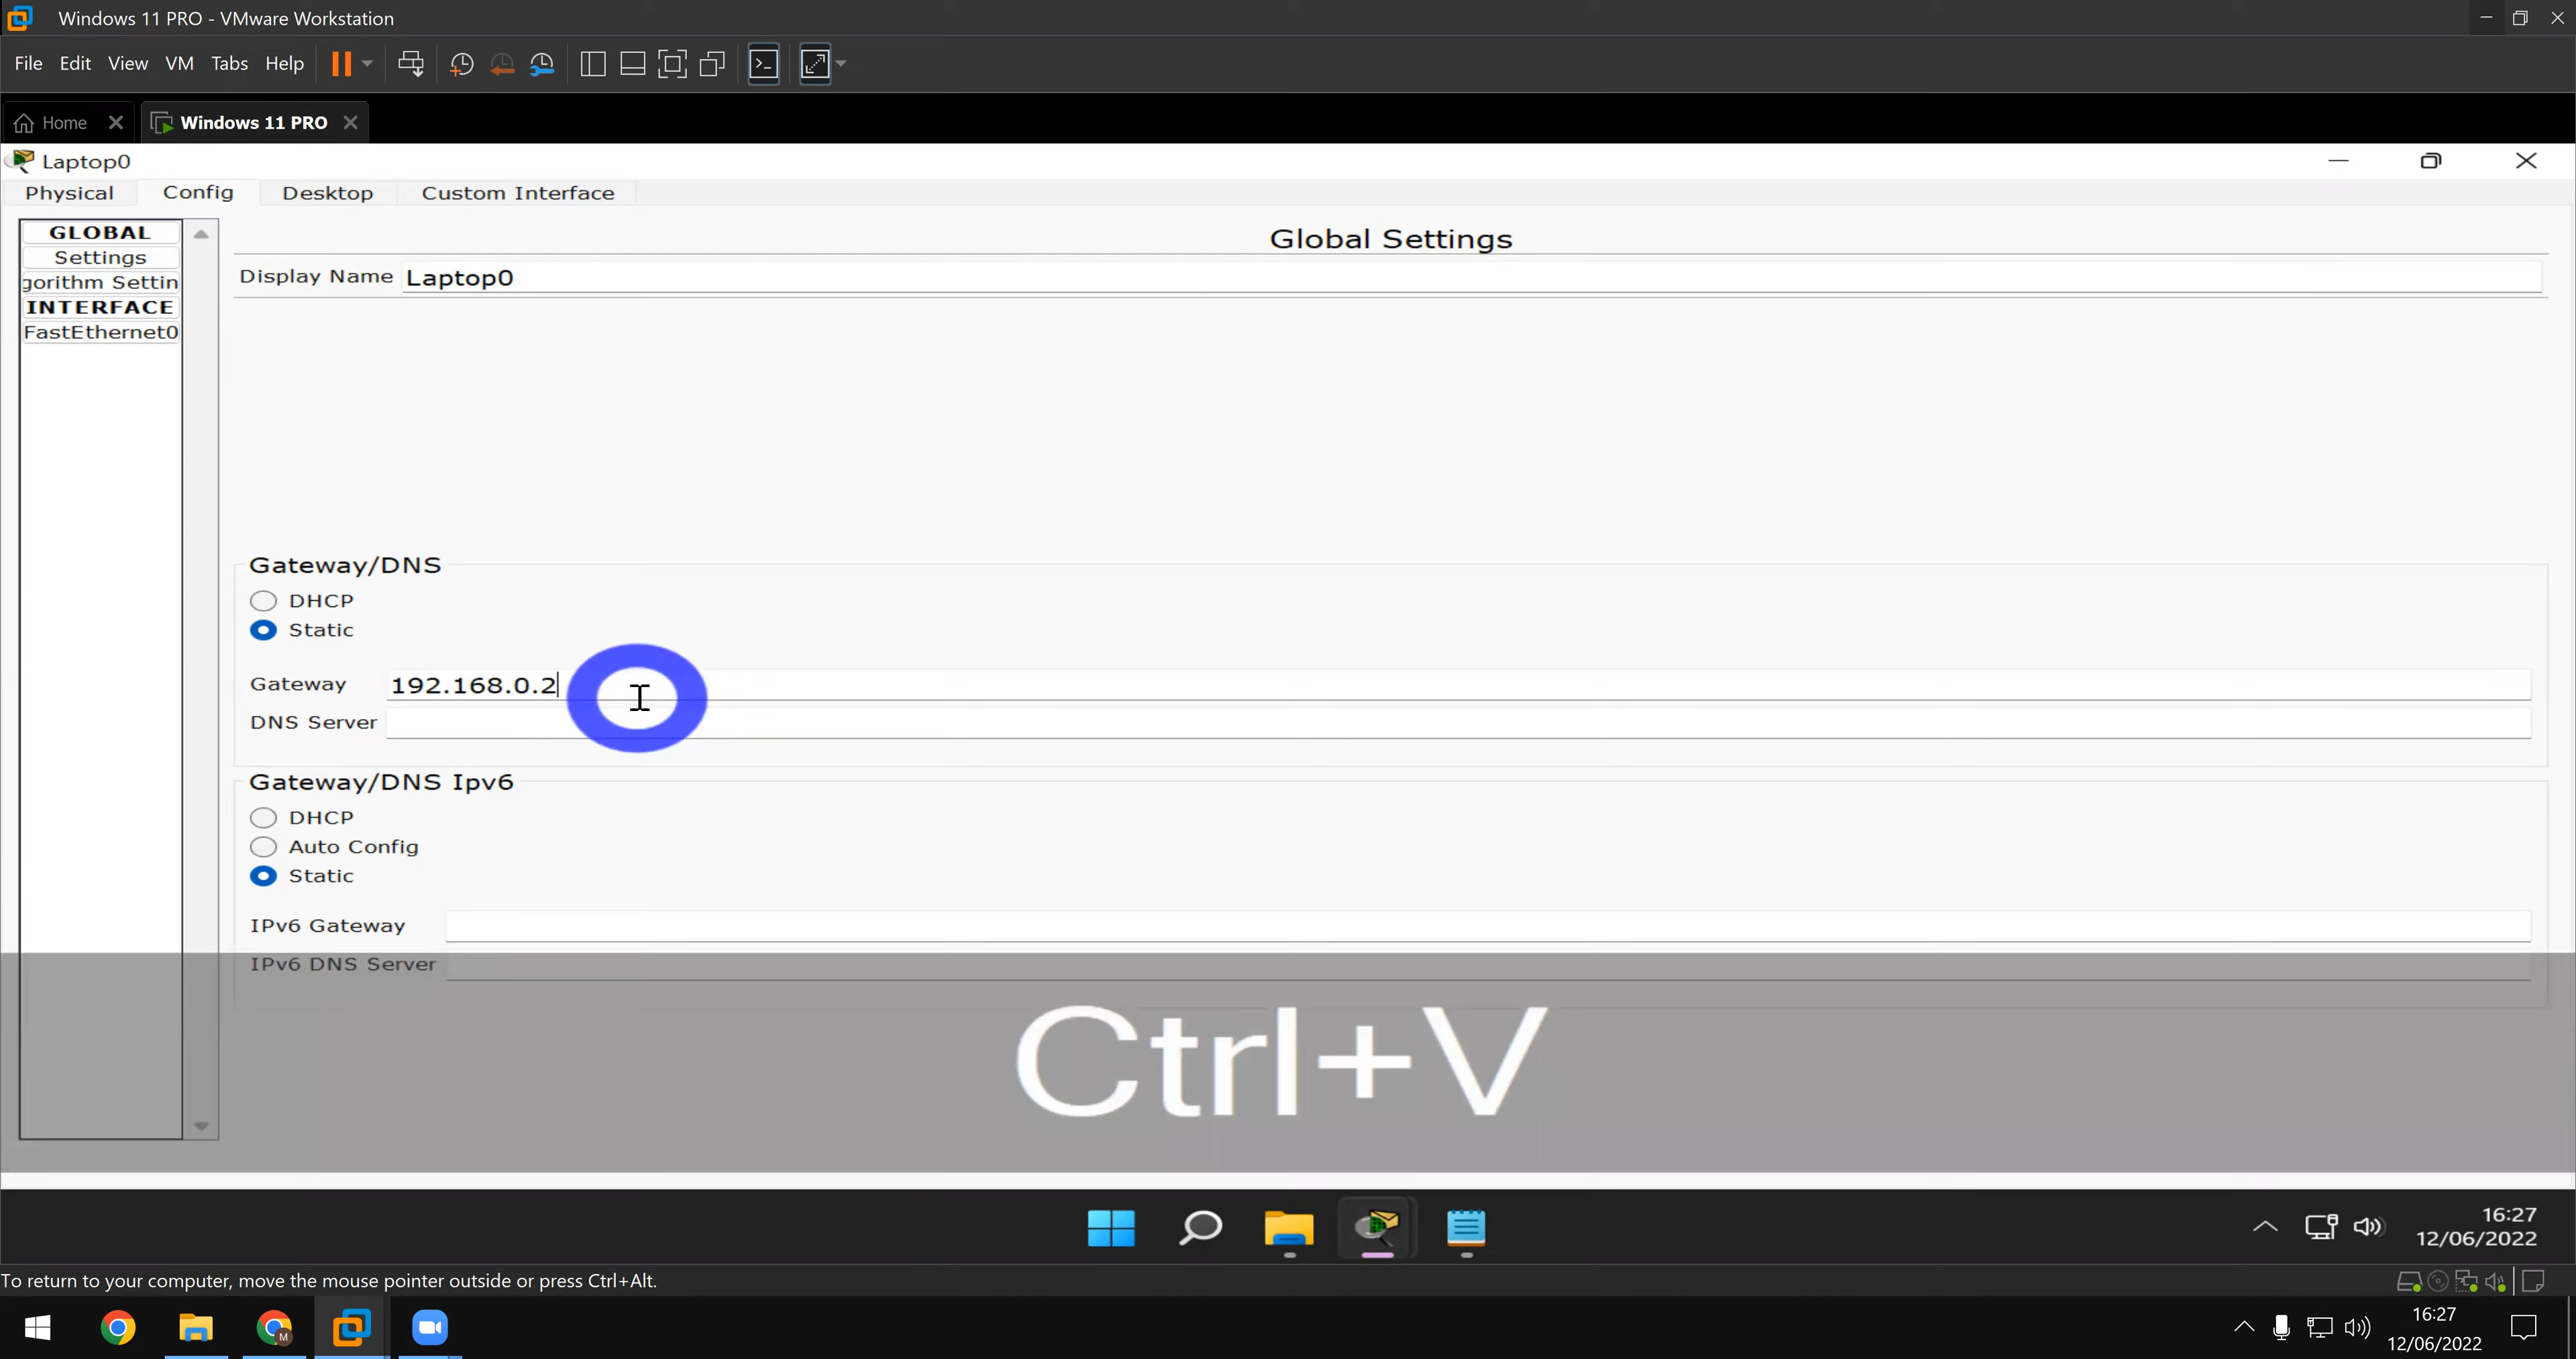 Windows 11 PRO - VMware Workstation
File Edit View VM Tabs Help
Home Windows 11 PRO
Laptop0
Physical Config Desktop Custom Interface
GLOBAL
Settings
gorithm Settin
INTERFACE
FastEthernet0
Global Settings
Display Name Laptop0
Gateway/DNS
DHCP
Static
Gateway 192.168.0.2
DNS Server
Gateway/DNS Ipv6
DHCP
Auto Config
Static
IPv6 Gateway
IPv6 DNS Server
Ctrl+V
16:27
12/06/2022
To return to your computer, move the mouse pointer outside or press Ctrl+Alt.
M
16:27
12/06/2022